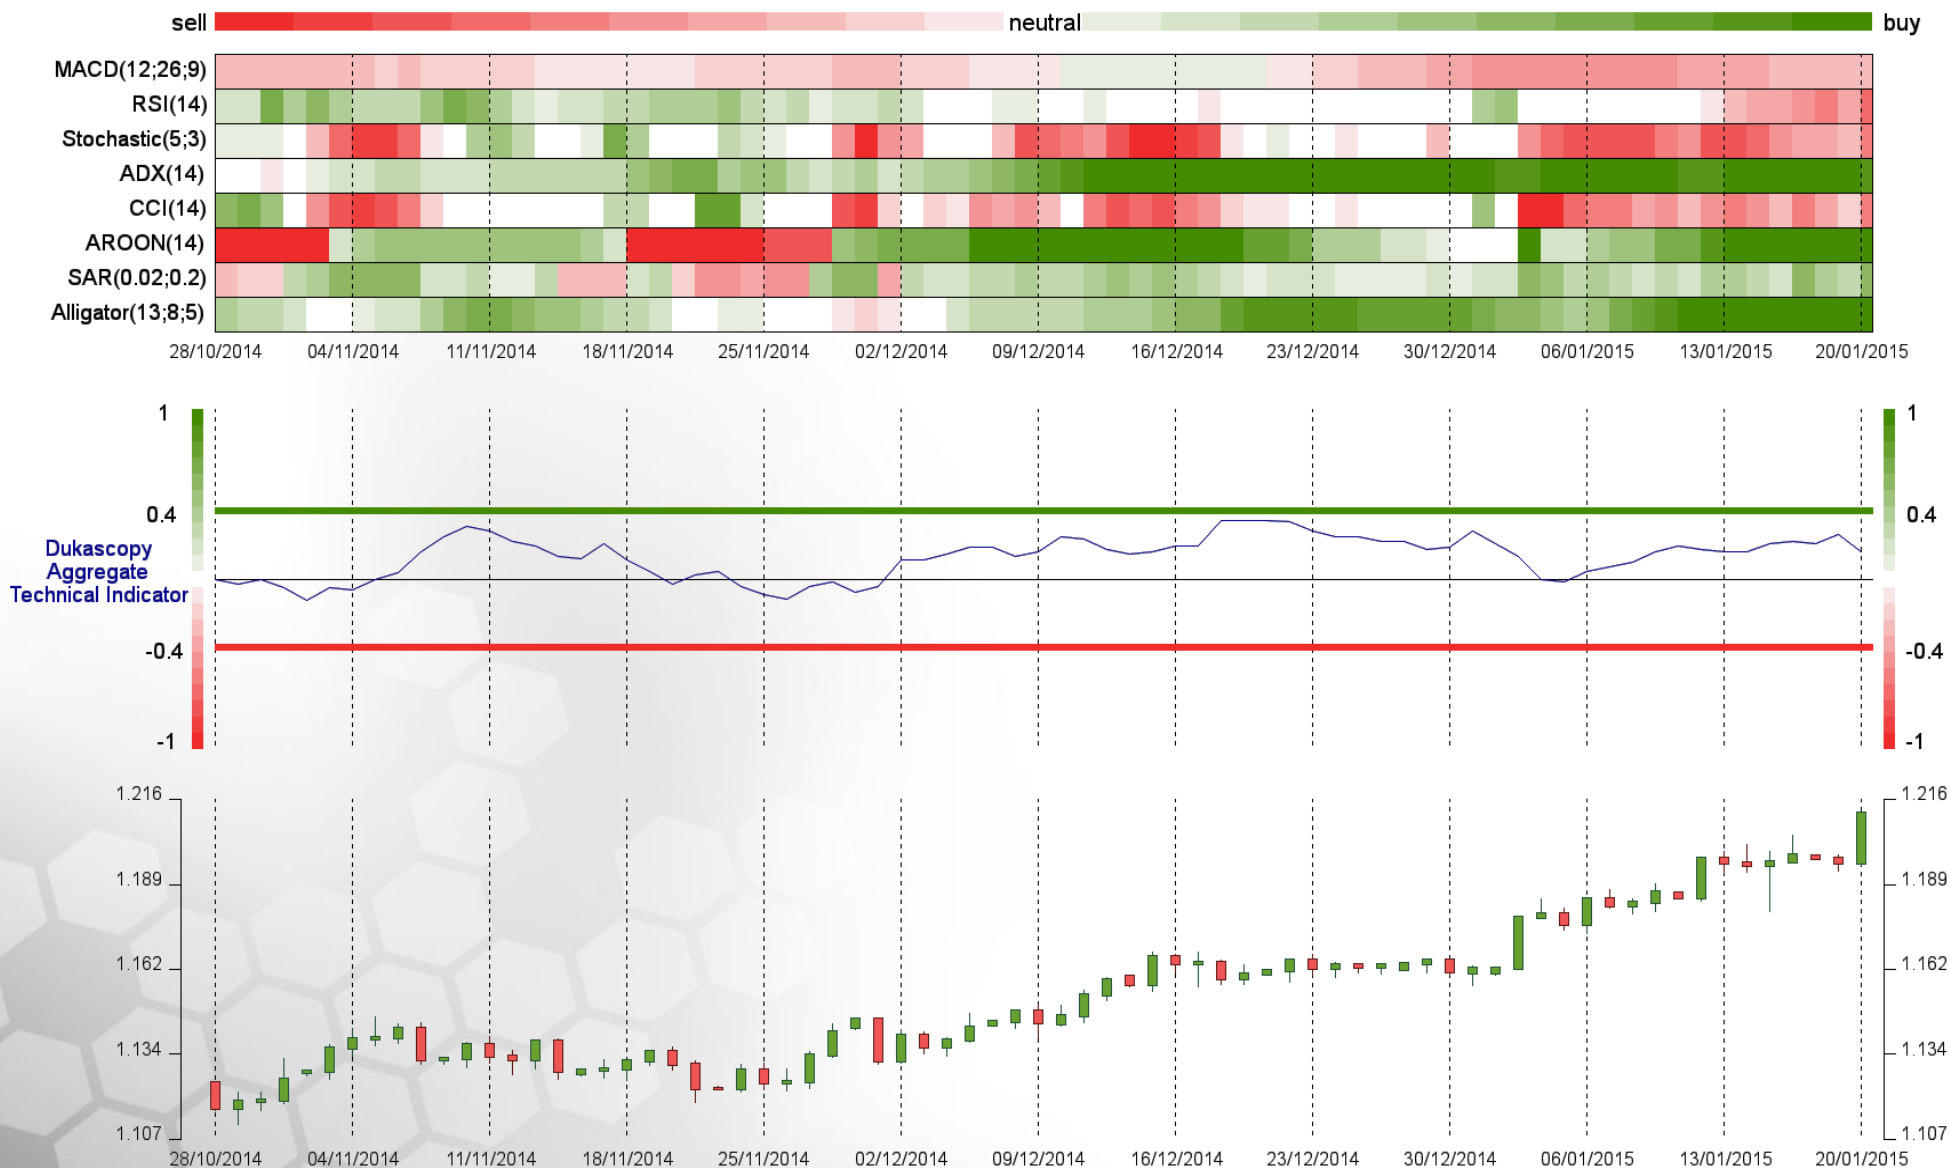 sell neutral buy
MACD(12;26;9)
RSI(14)
Stochastic(5;3)
ADX(14)
CCI(14)
AROON(14)
SAR(0.02;0.2)
Alligator(13;8;5)
28/10/2014 04/11/2014 11/11/2014 18/11/2014 25/11/2014 02/12/2014 09/12/2014 16/12/2014 23/12/2014 30/12/2014 06/01/2015 13/01/2015 20/01/2015
1 1
0.4 0.4
Dukascopy
Aggregate
Technical Indicator
-0.4 -0.4
-1 -1
1.216 1.216
1.189 1.189
1.162 1.162
1.134 1.134
1.107 1.107
28/10/2014 04/11/2014 11/11/2014 18/11/2014 25/11/2014 02/12/2014 09/12/2014 16/12/2014 23/12/2014 30/12/2014 06/01/2015 13/01/2015 20/01/2015